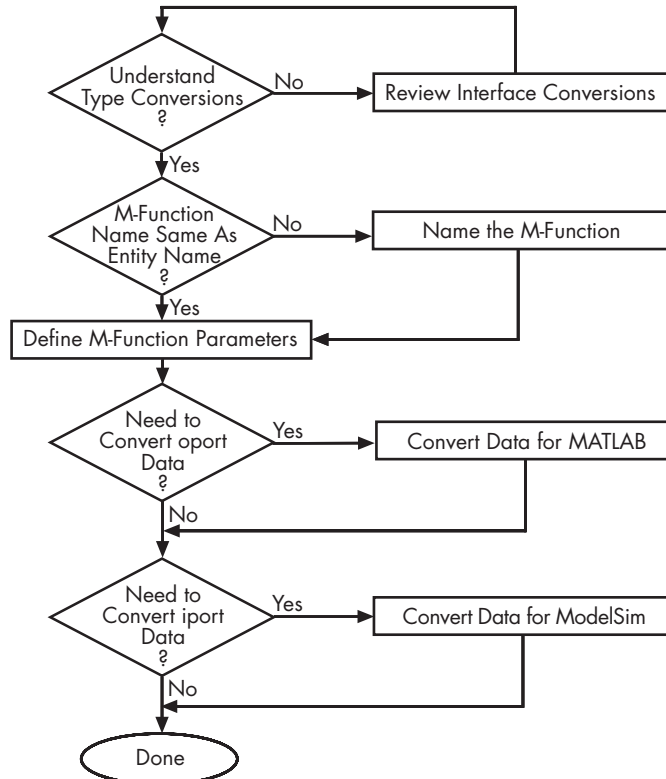 Understand
Type Conversions
?
No
Review Interface Conversions
Yes
M-Function
Name Same As
Entity Name
?
No
Name the M-Function
Yes
Define M-Function Parameters
Need to
Convert oport
Data
?
Yes
Convert Data for MATLAB
No
Need to
Convert iport
Data
?
Yes
Convert Data for ModelSim
No
Done